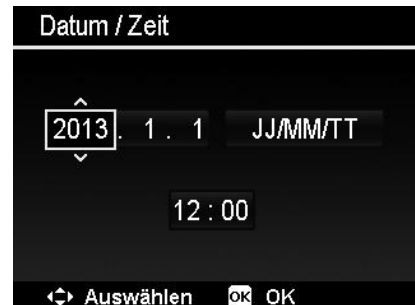 Datum / Zeit
2013 . 1 . 1 JJ/MM/TT
12 : 00
Auswählen OK OK